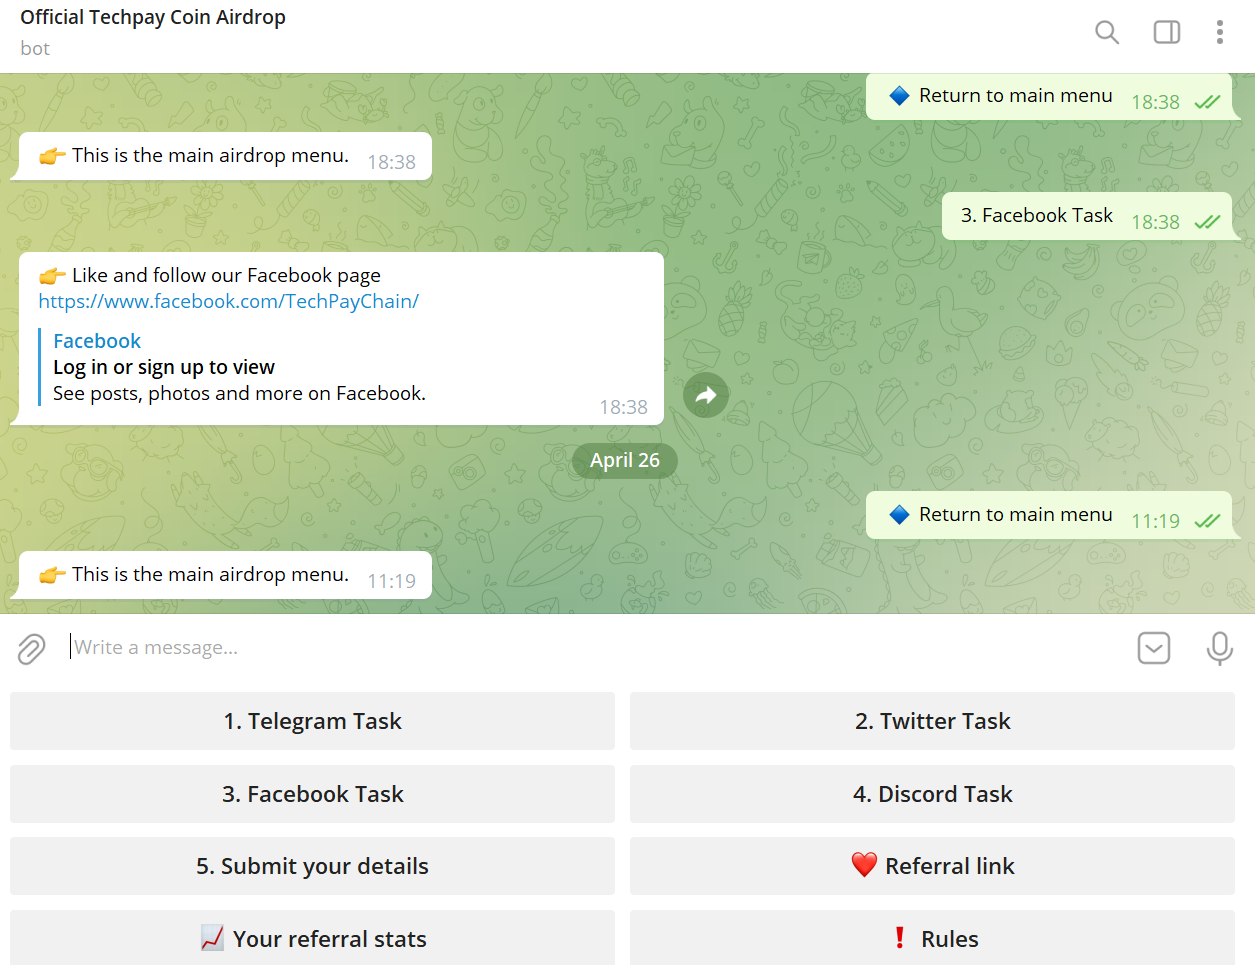 Official Techpay Coin Airdrop
bot
🔷 Return to main menu 18:38
👉 This is the main airdrop menu. 18:38
3. Facebook Task 18:38
👉 Like and follow our Facebook page
https://www.facebook.com/TechPayChain/
Facebook
Log in or sign up to view
See posts, photos and more on Facebook.
18:38
April 26
🔷 Return to main menu 11:19
👉 This is the main airdrop menu. 11:19
Write a message...
1. Telegram Task
2. Twitter Task
3. Facebook Task
4. Discord Task
5. Submit your details
❤️ Referral link
📈 Your referral stats
❗ Rules